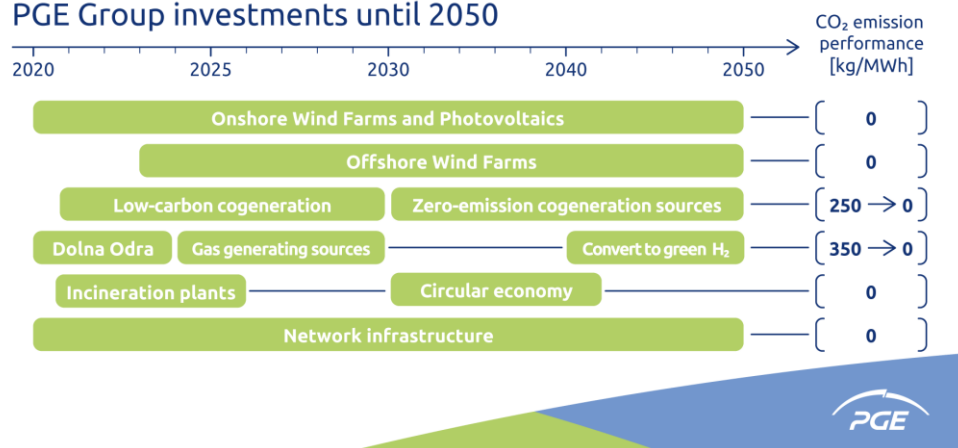 PGE Group investments until 2050
CO₂ emission
performance
[kg/MWh]
2020 2025 2030 2040 2050
Onshore Wind Farms and Photovoltaics 0
Offshore Wind Farms 0
Low-carbon cogeneration Zero-emission cogeneration sources 250 → 0
Dolna Odra Gas generating sources Convert to green H₂ 350 → 0
Incineration plants Circular economy 0
Network infrastructure 0
PGE